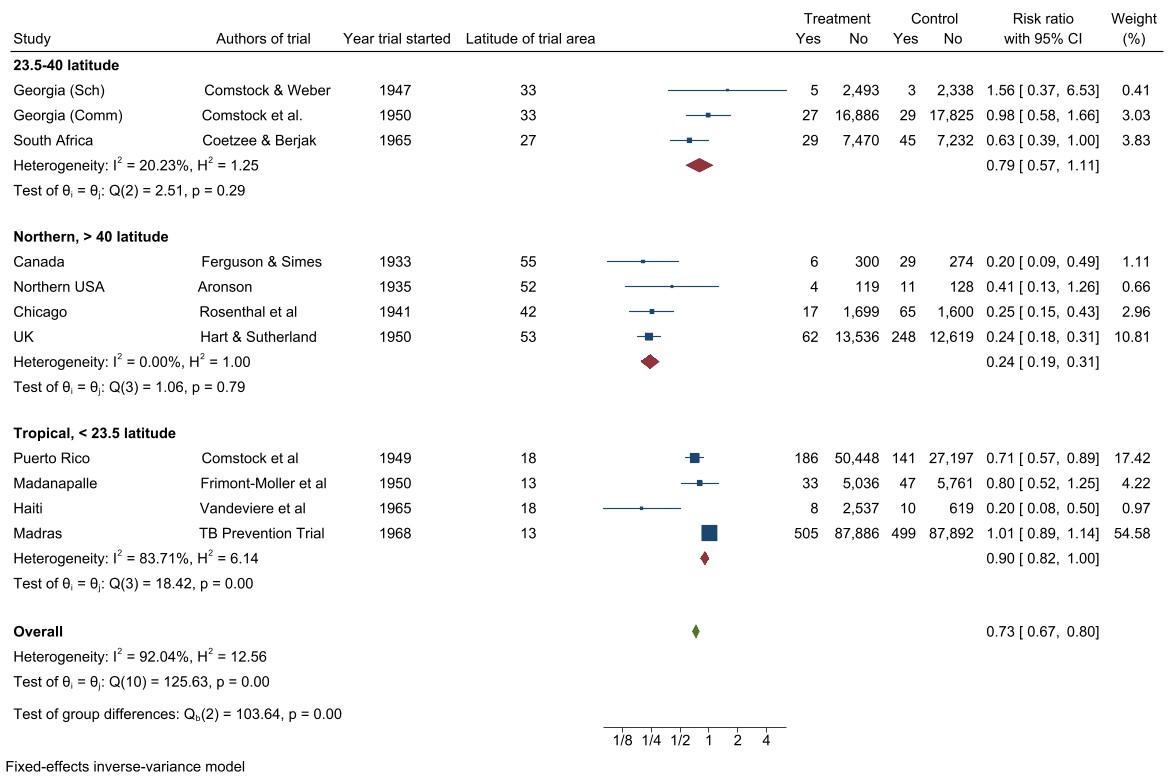 Treatment Control Risk ratio Weight
Study Authors of trial Year trial started Latitude of trial area Yes No Yes No with 95% CI (%)
23.5-40 latitude
Georgia (Sch) Comstock & Weber 1947 33 5 2,493 3 2,338 1.56 [ 0.37, 6.53] 0.41
Georgia (Comm) Comstock et al. 1950 33 27 16,886 29 17,825 0.98 [ 0.58, 1.66] 3.03
South Africa Coetzee & Berjak 1965 27 29 7,470 45 7,232 0.63 [ 0.39, 1.00] 3.83
Heterogeneity: I² = 20.23%, H² = 1.25 0.79 [ 0.57, 1.11]
Test of θᵢ = θⱼ: Q(2) = 2.51, p = 0.29
Northern, > 40 latitude
Canada Ferguson & Simes 1933 55 6 300 29 274 0.20 [ 0.09, 0.49] 1.11
Northern USA Aronson 1935 52 4 119 11 128 0.41 [ 0.13, 1.26] 0.66
Chicago Rosenthal et al 1941 42 17 1,699 65 1,600 0.25 [ 0.15, 0.43] 2.96
UK Hart & Sutherland 1950 53 62 13,536 248 12,619 0.24 [ 0.18, 0.31] 10.81
Heterogeneity: I² = 0.00%, H² = 1.00 0.24 [ 0.19, 0.31]
Test of θᵢ = θⱼ: Q(3) = 1.06, p = 0.79
Tropical, < 23.5 latitude
Puerto Rico Comstock et al 1949 18 186 50,448 141 27,197 0.71 [ 0.57, 0.89] 17.42
Madanapalle Frimont-Moller et al 1950 13 33 5,036 47 5,761 0.80 [ 0.52, 1.25] 4.22
Haiti Vandeviere et al 1965 18 8 2,537 10 619 0.20 [ 0.08, 0.50] 0.97
Madras TB Prevention Trial 1968 13 505 87,886 499 87,892 1.01 [ 0.89, 1.14] 54.58
Heterogeneity: I² = 83.71%, H² = 6.14 0.90 [ 0.82, 1.00]
Test of θᵢ = θⱼ: Q(3) = 18.42, p = 0.00
Overall 0.73 [ 0.67, 0.80]
Heterogeneity: I² = 92.04%, H² = 12.56
Test of θᵢ = θⱼ: Q(10) = 125.63, p = 0.00
Test of group differences: Q_b(2) = 103.64, p = 0.00
1/8 1/4 1/2 1 2 4
Fixed-effects inverse-variance model